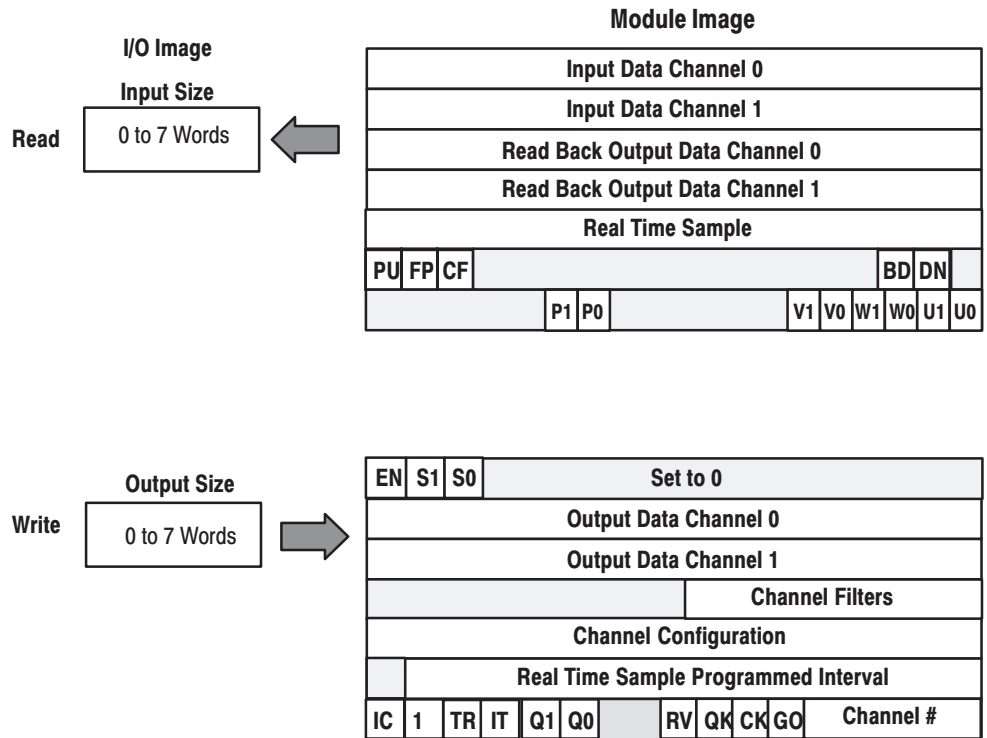 Module Image
I/O Image
Input Size
Read
0 to 7 Words
Input Data Channel 0
Input Data Channel 1
Read Back Output Data Channel 0
Read Back Output Data Channel 1
Real Time Sample
PU FP CF BD DN
P1 P0 V1 V0 W1 W0 U1 U0
Output Size
Write
0 to 7 Words
EN S1 S0 Set to 0
Output Data Channel 0
Output Data Channel 1
Channel Filters
Channel Configuration
Real Time Sample Programmed Interval
IC 1 TR IT Q1 Q0 RV QK CK GO Channel #